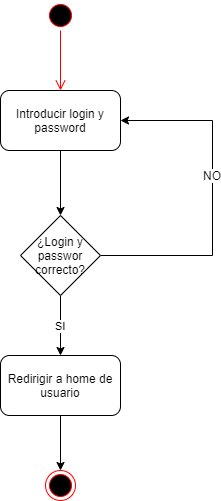 Introducir login y
password
¿Login y
passwor
correcto?
NO
SI
Redirigir a home de
usuario